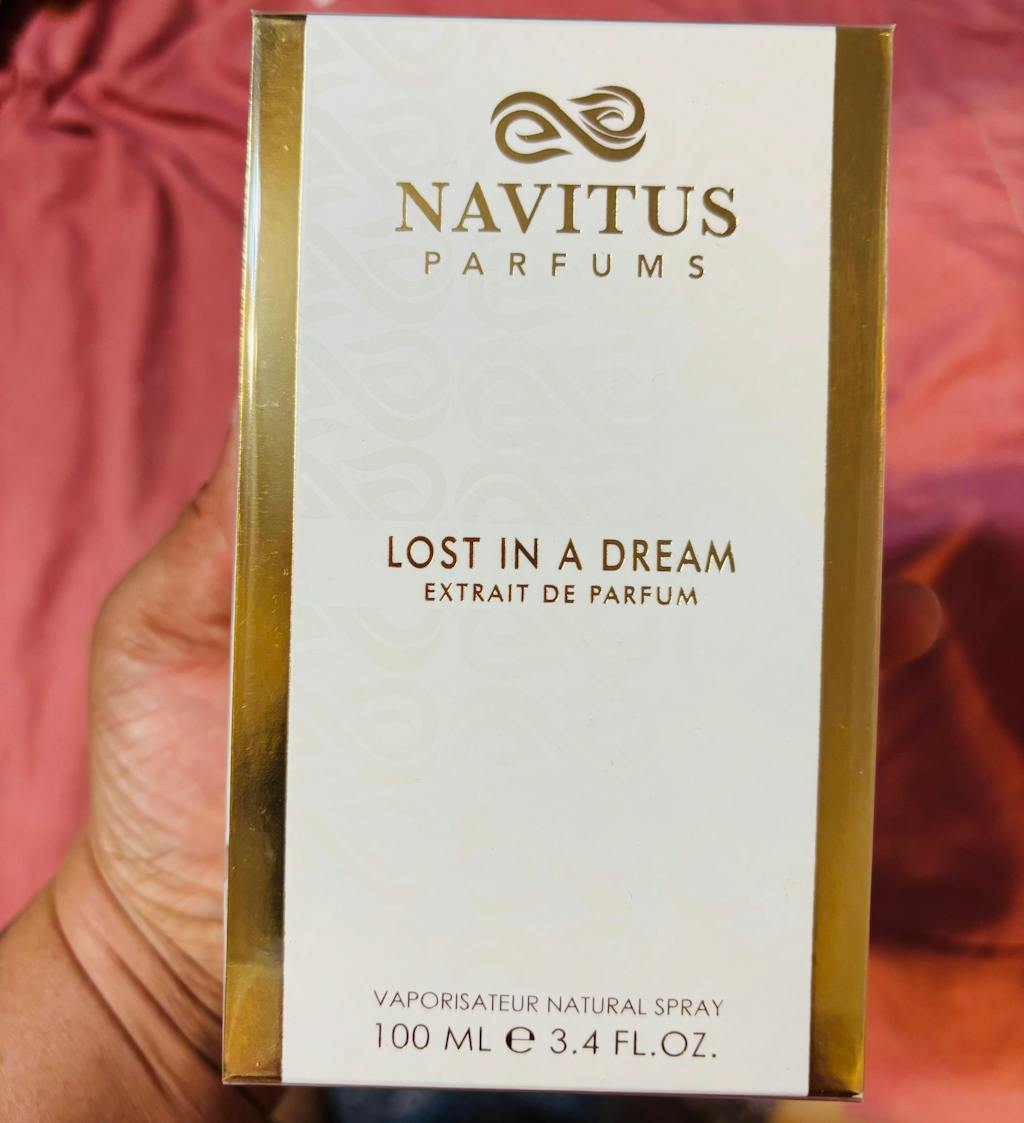 NAVITUS
PARFUMS
LOST IN A DREAM
EXTRAIT DE PARFUM
VAPORISATEUR NATURAL SPRAY
100 ML ℮ 3.4 FL.OZ.